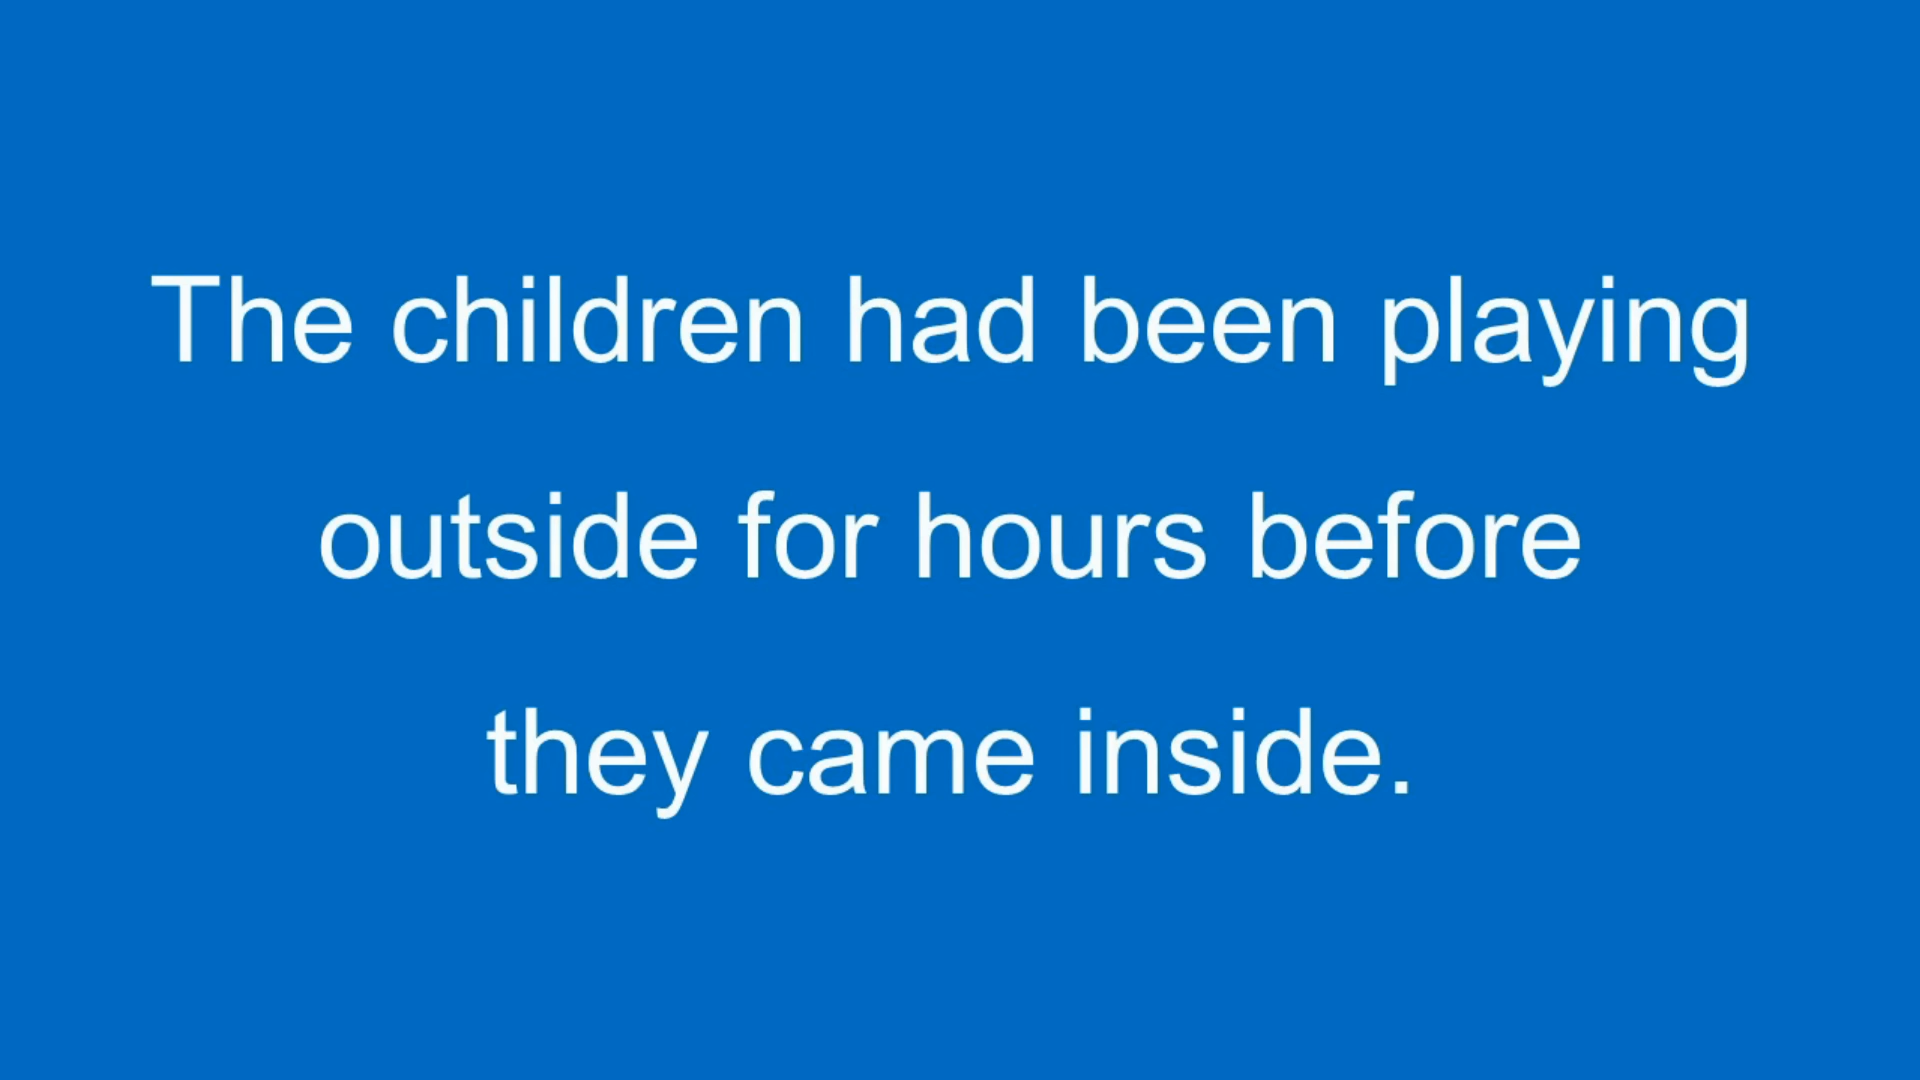 The children had been playing
outside for hours before
they came inside.